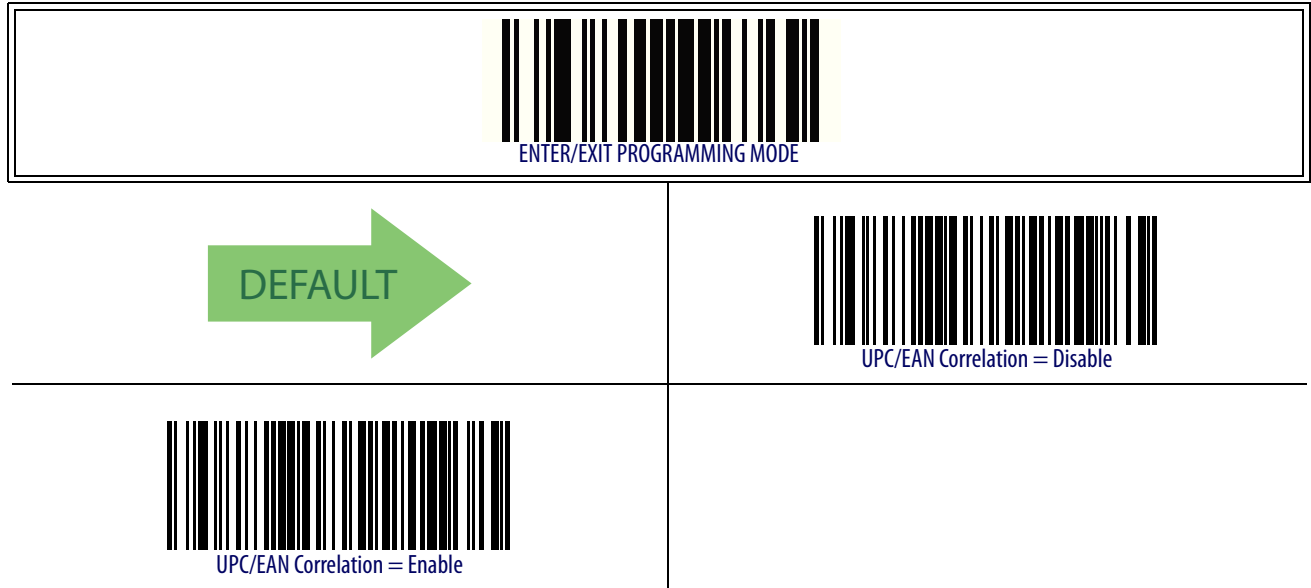 ENTER/EXIT PROGRAMMING MODE
DEFAULT
UPC/EAN Correlation = Disable
UPC/EAN Correlation = Enable